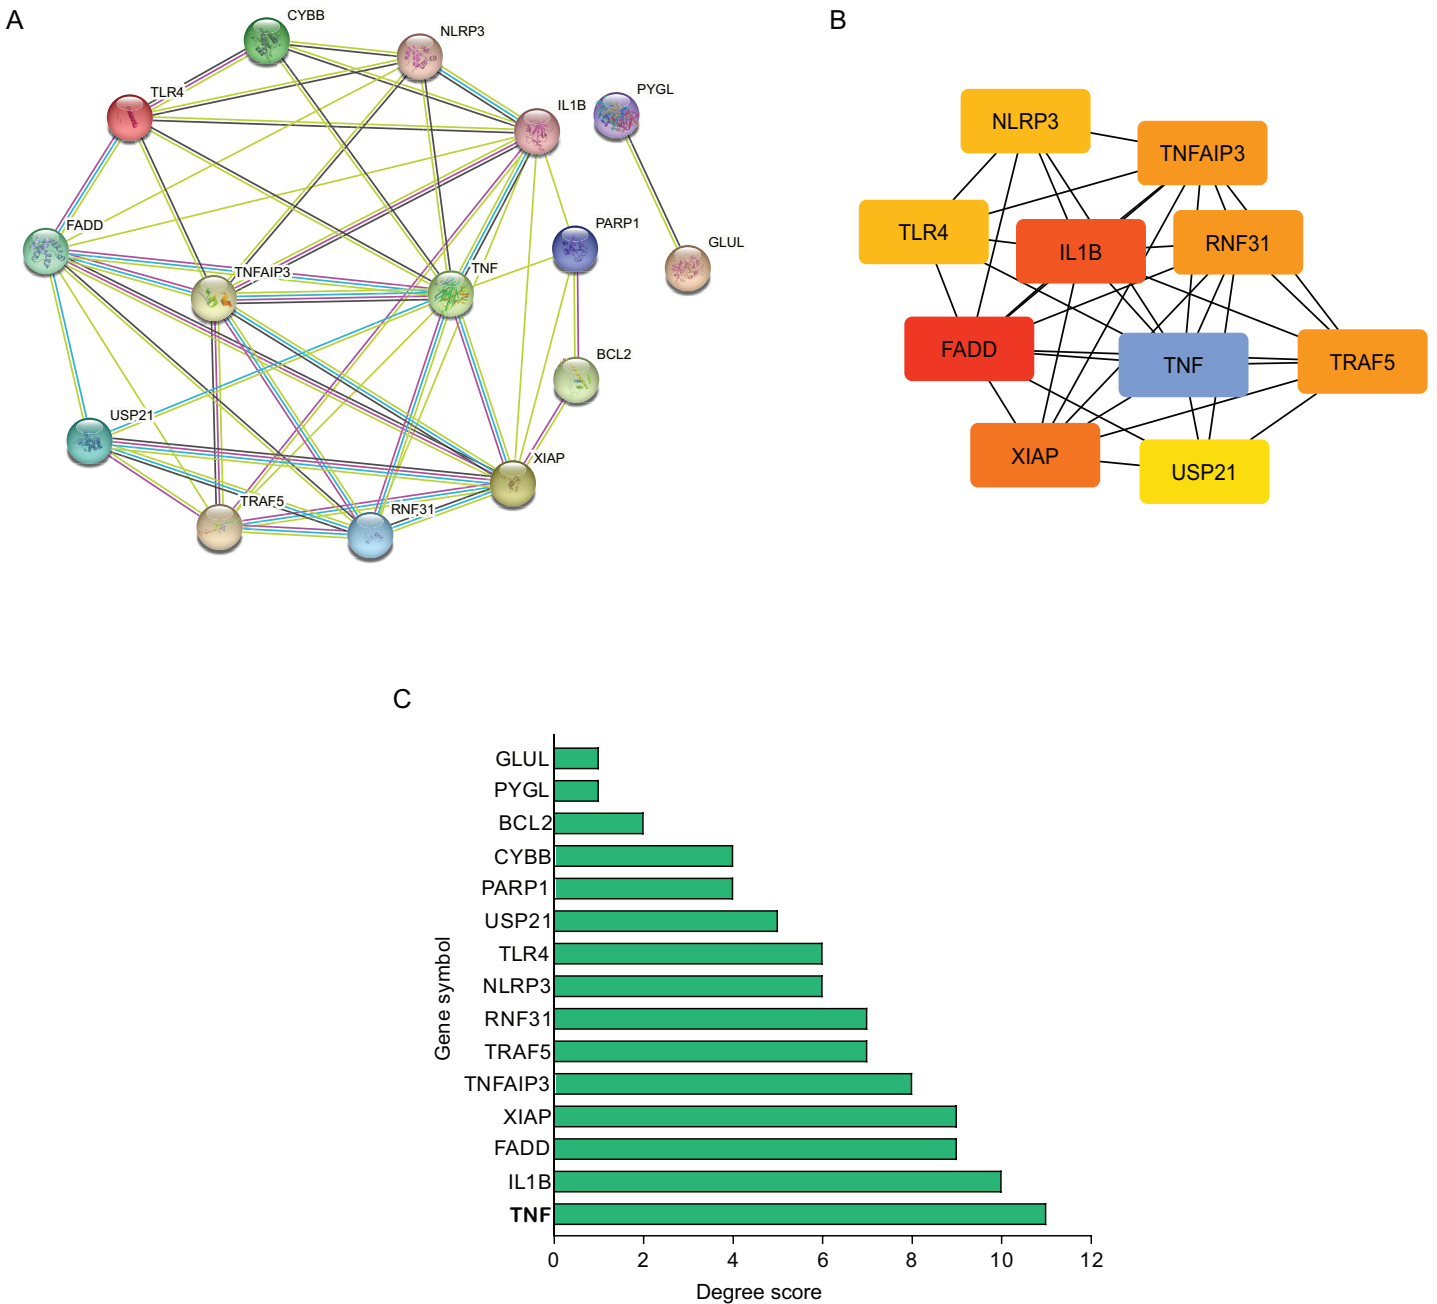 A
CYBB
NLRP3
TLR4
IL1B
PYGL
FADD
PARP1
GLUL
TNFAIP3
TNF
BCL2
USP21
XIAP
TRAF5
RNF31
B
NLRP3
TNFAIP3
TLR4
IL1B
RNF31
FADD
TNF
TRAF5
XIAP
USP21
C
Gene symbol
GLUL
PYGL
BCL2
CYBB
PARP1
USP21
TLR4
NLRP3
RNF31
TRAF5
TNFAIP3
XIAP
FADD
IL1B
TNF
0 2 4 6 8 10 12
Degree score